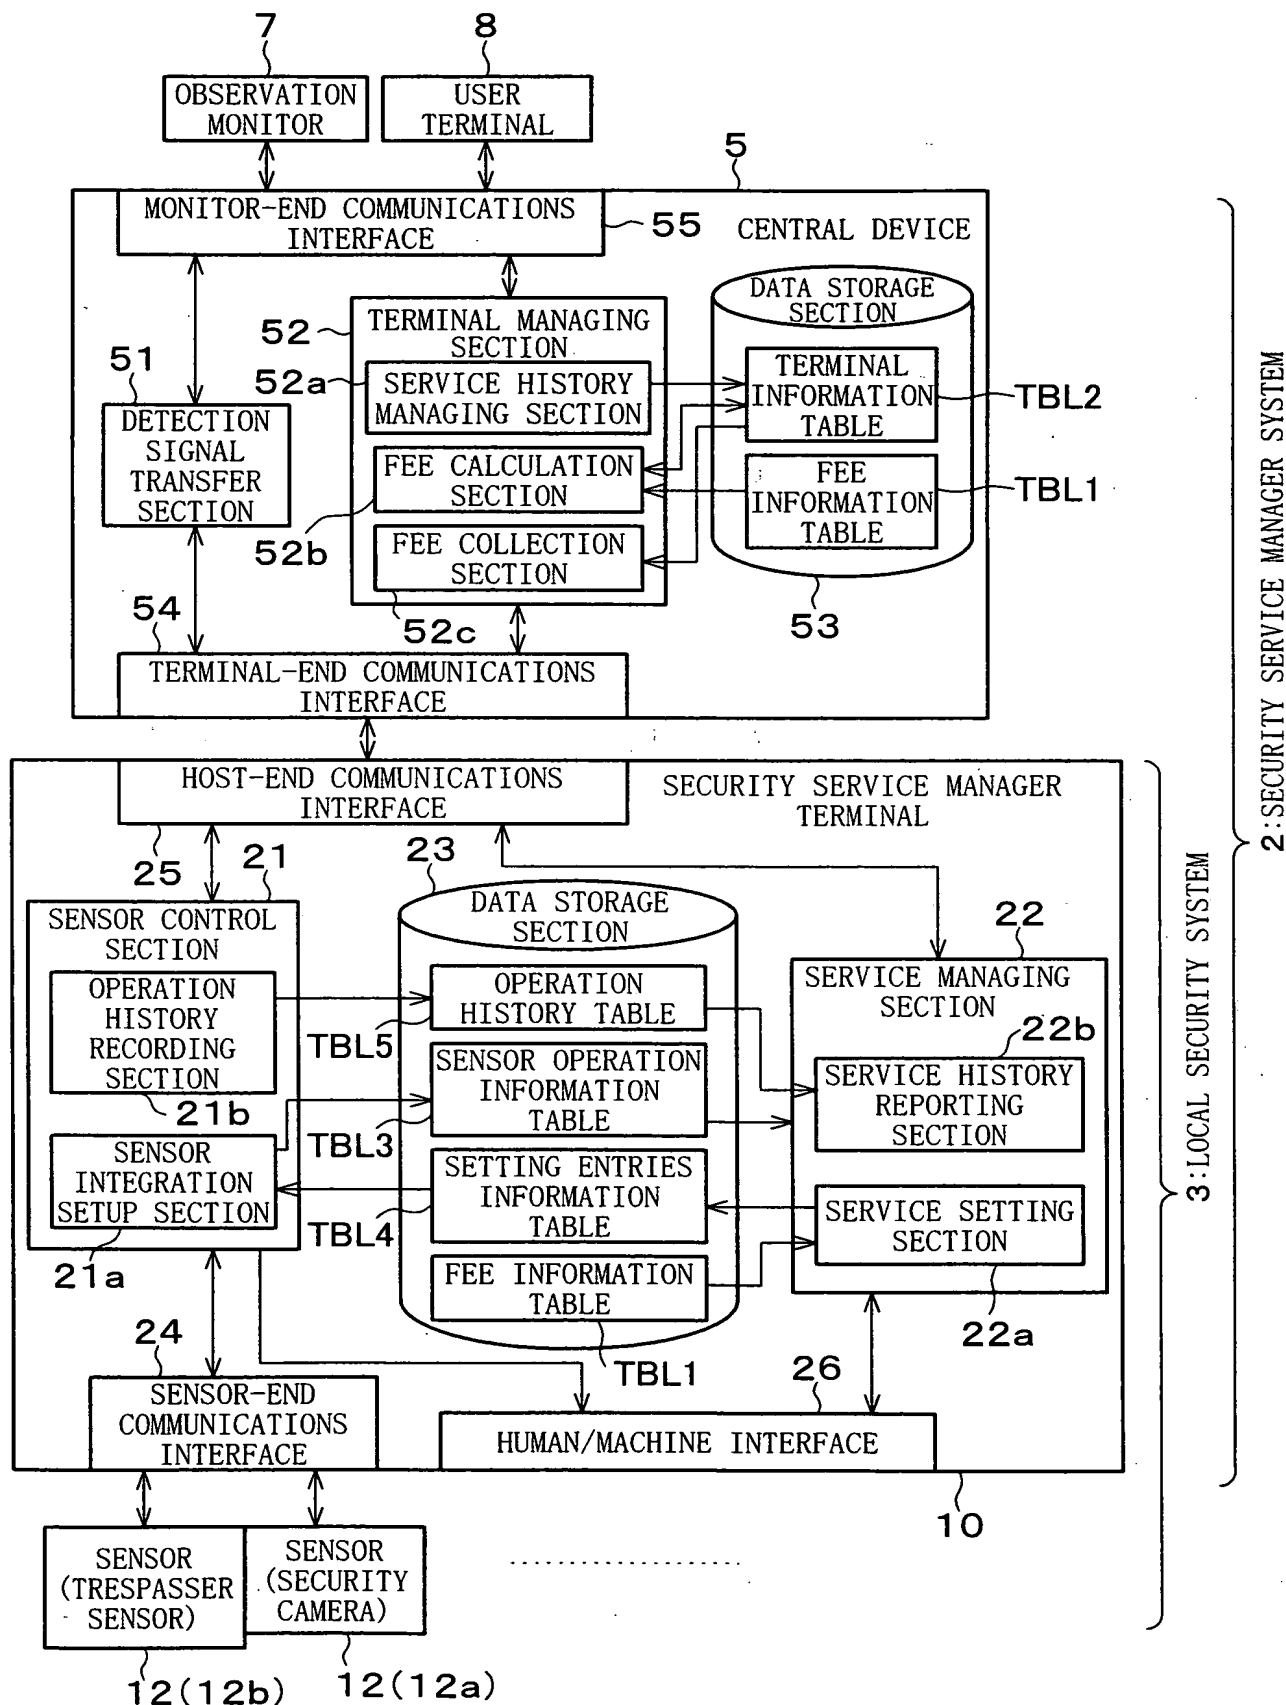 7
8
OBSERVATION
MONITOR
USER
TERMINAL
5
MONITOR-END COMMUNICATIONS
INTERFACE
55
CENTRAL DEVICE
DATA STORAGE
SECTION
52
TERMINAL MANAGING
SECTION
51
52a
SERVICE HISTORY
MANAGING SECTION
TERMINAL
INFORMATION
TABLE
TBL2
DETECTION
SIGNAL
TRANSFER
SECTION
FEE CALCULATION
SECTION
FEE
INFORMATION
TABLE
TBL1
52b
FEE COLLECTION
SECTION
54
52c
53
TERMINAL-END COMMUNICATIONS
INTERFACE
HOST-END COMMUNICATIONS
INTERFACE
SECURITY SERVICE MANAGER
TERMINAL
25
21
23
SENSOR CONTROL
SECTION
DATA STORAGE
SECTION
22
SERVICE MANAGING
SECTION
OPERATION
HISTORY
RECORDING
SECTION
OPERATION
HISTORY TABLE
TBL5
22b
SENSOR OPERATION
INFORMATION
TABLE
SERVICE HISTORY
REPORTING
SECTION
21b
TBL3
SENSOR
INTEGRATION
SETUP SECTION
SETTING ENTRIES
INFORMATION
TABLE
SERVICE SETTING
SECTION
TBL4
21a
FEE INFORMATION
TABLE
22a
24
TBL1
26
SENSOR-END
COMMUNICATIONS
INTERFACE
HUMAN/MACHINE INTERFACE
10
SENSOR
(TRESPASSER
SENSOR)
SENSOR
(SECURITY
CAMERA)
12(12b)
12(12a)
3:LOCAL SECURITY SYSTEM
2:SECURITY SERVICE MANAGER SYSTEM